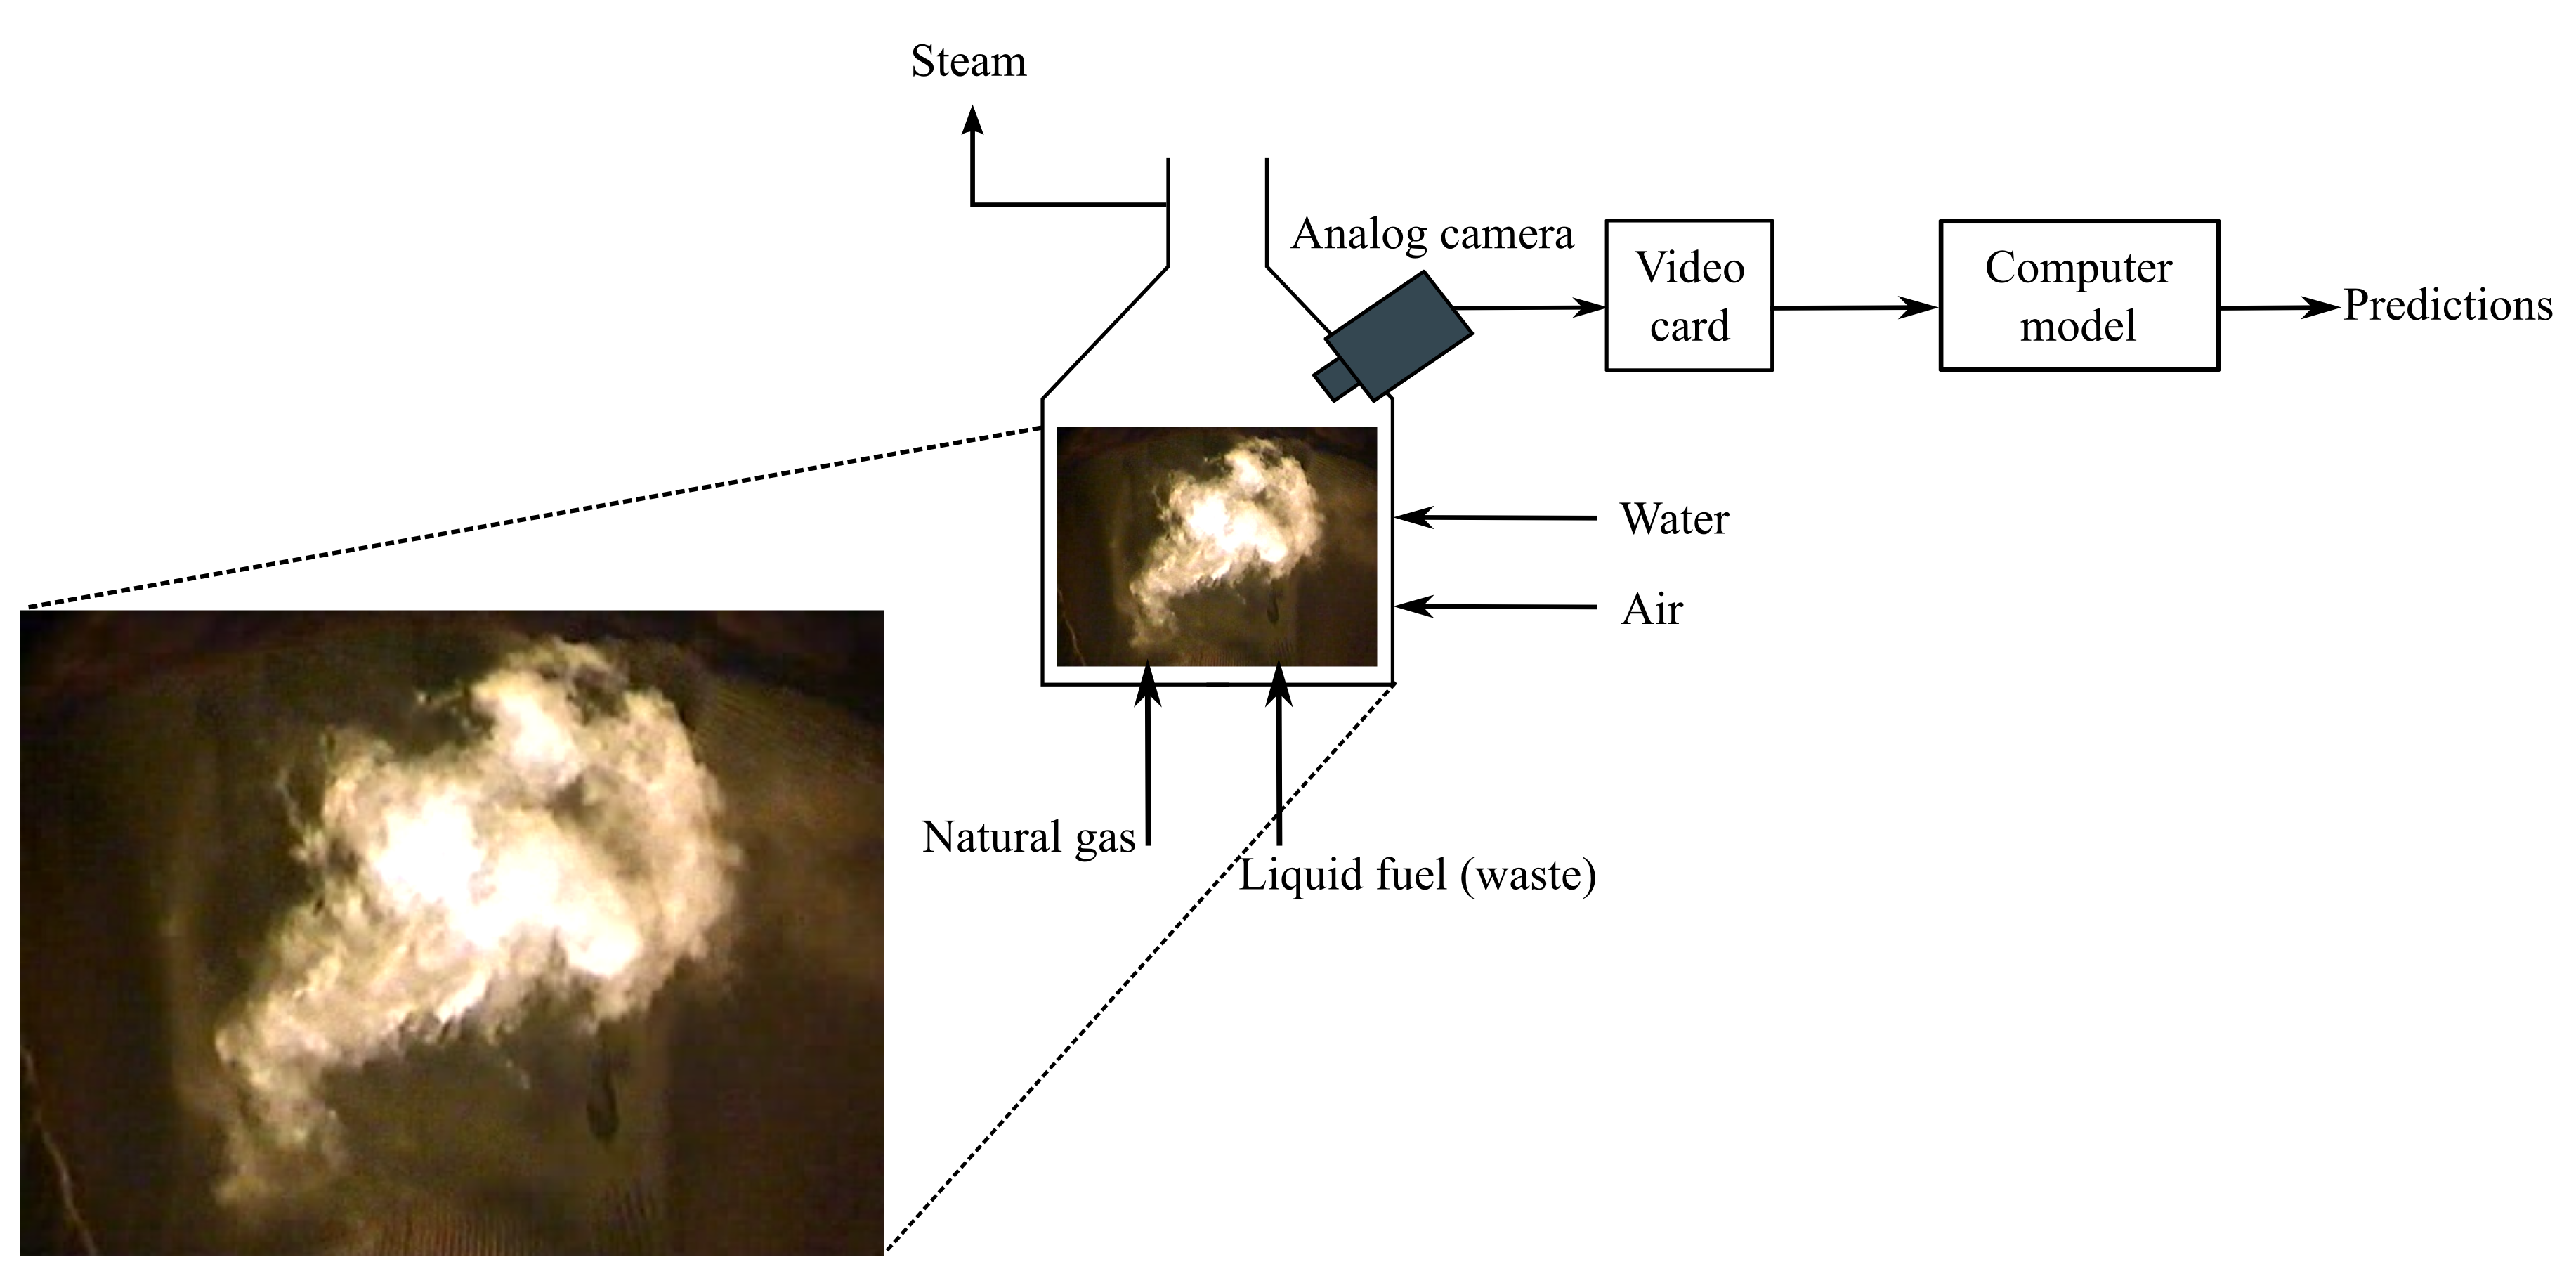 Steam
Analog camera
Video
card
Computer
model
Predictions
Water
Air
Natural gas
Liquid fuel (waste)